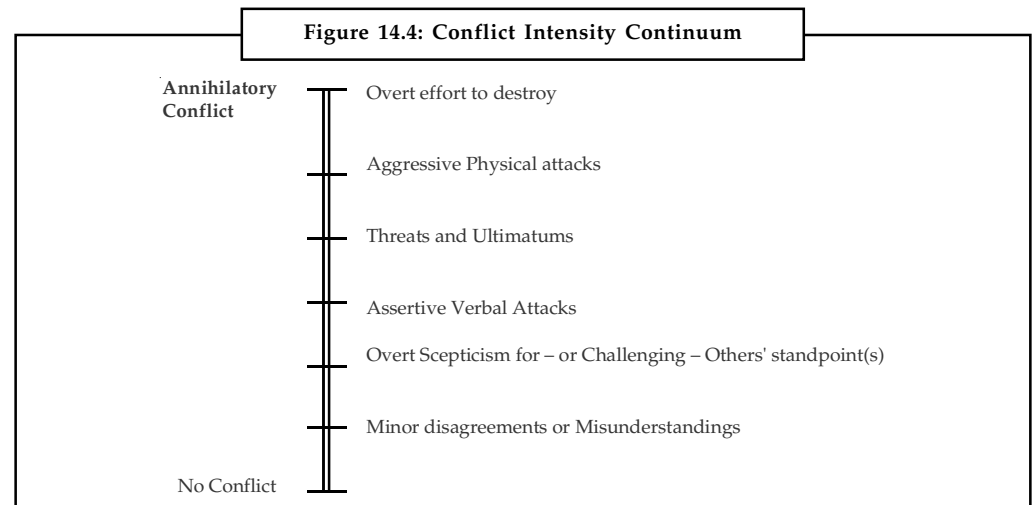 Figure 14.4: Conflict Intensity Continuum
Annihilatory
Conflict
Overt effort to destroy
Aggressive Physical attacks
Threats and Ultimatums
Assertive Verbal Attacks
Overt Scepticism for – or Challenging – Others' standpoint(s)
Minor disagreements or Misunderstandings
No Conflict